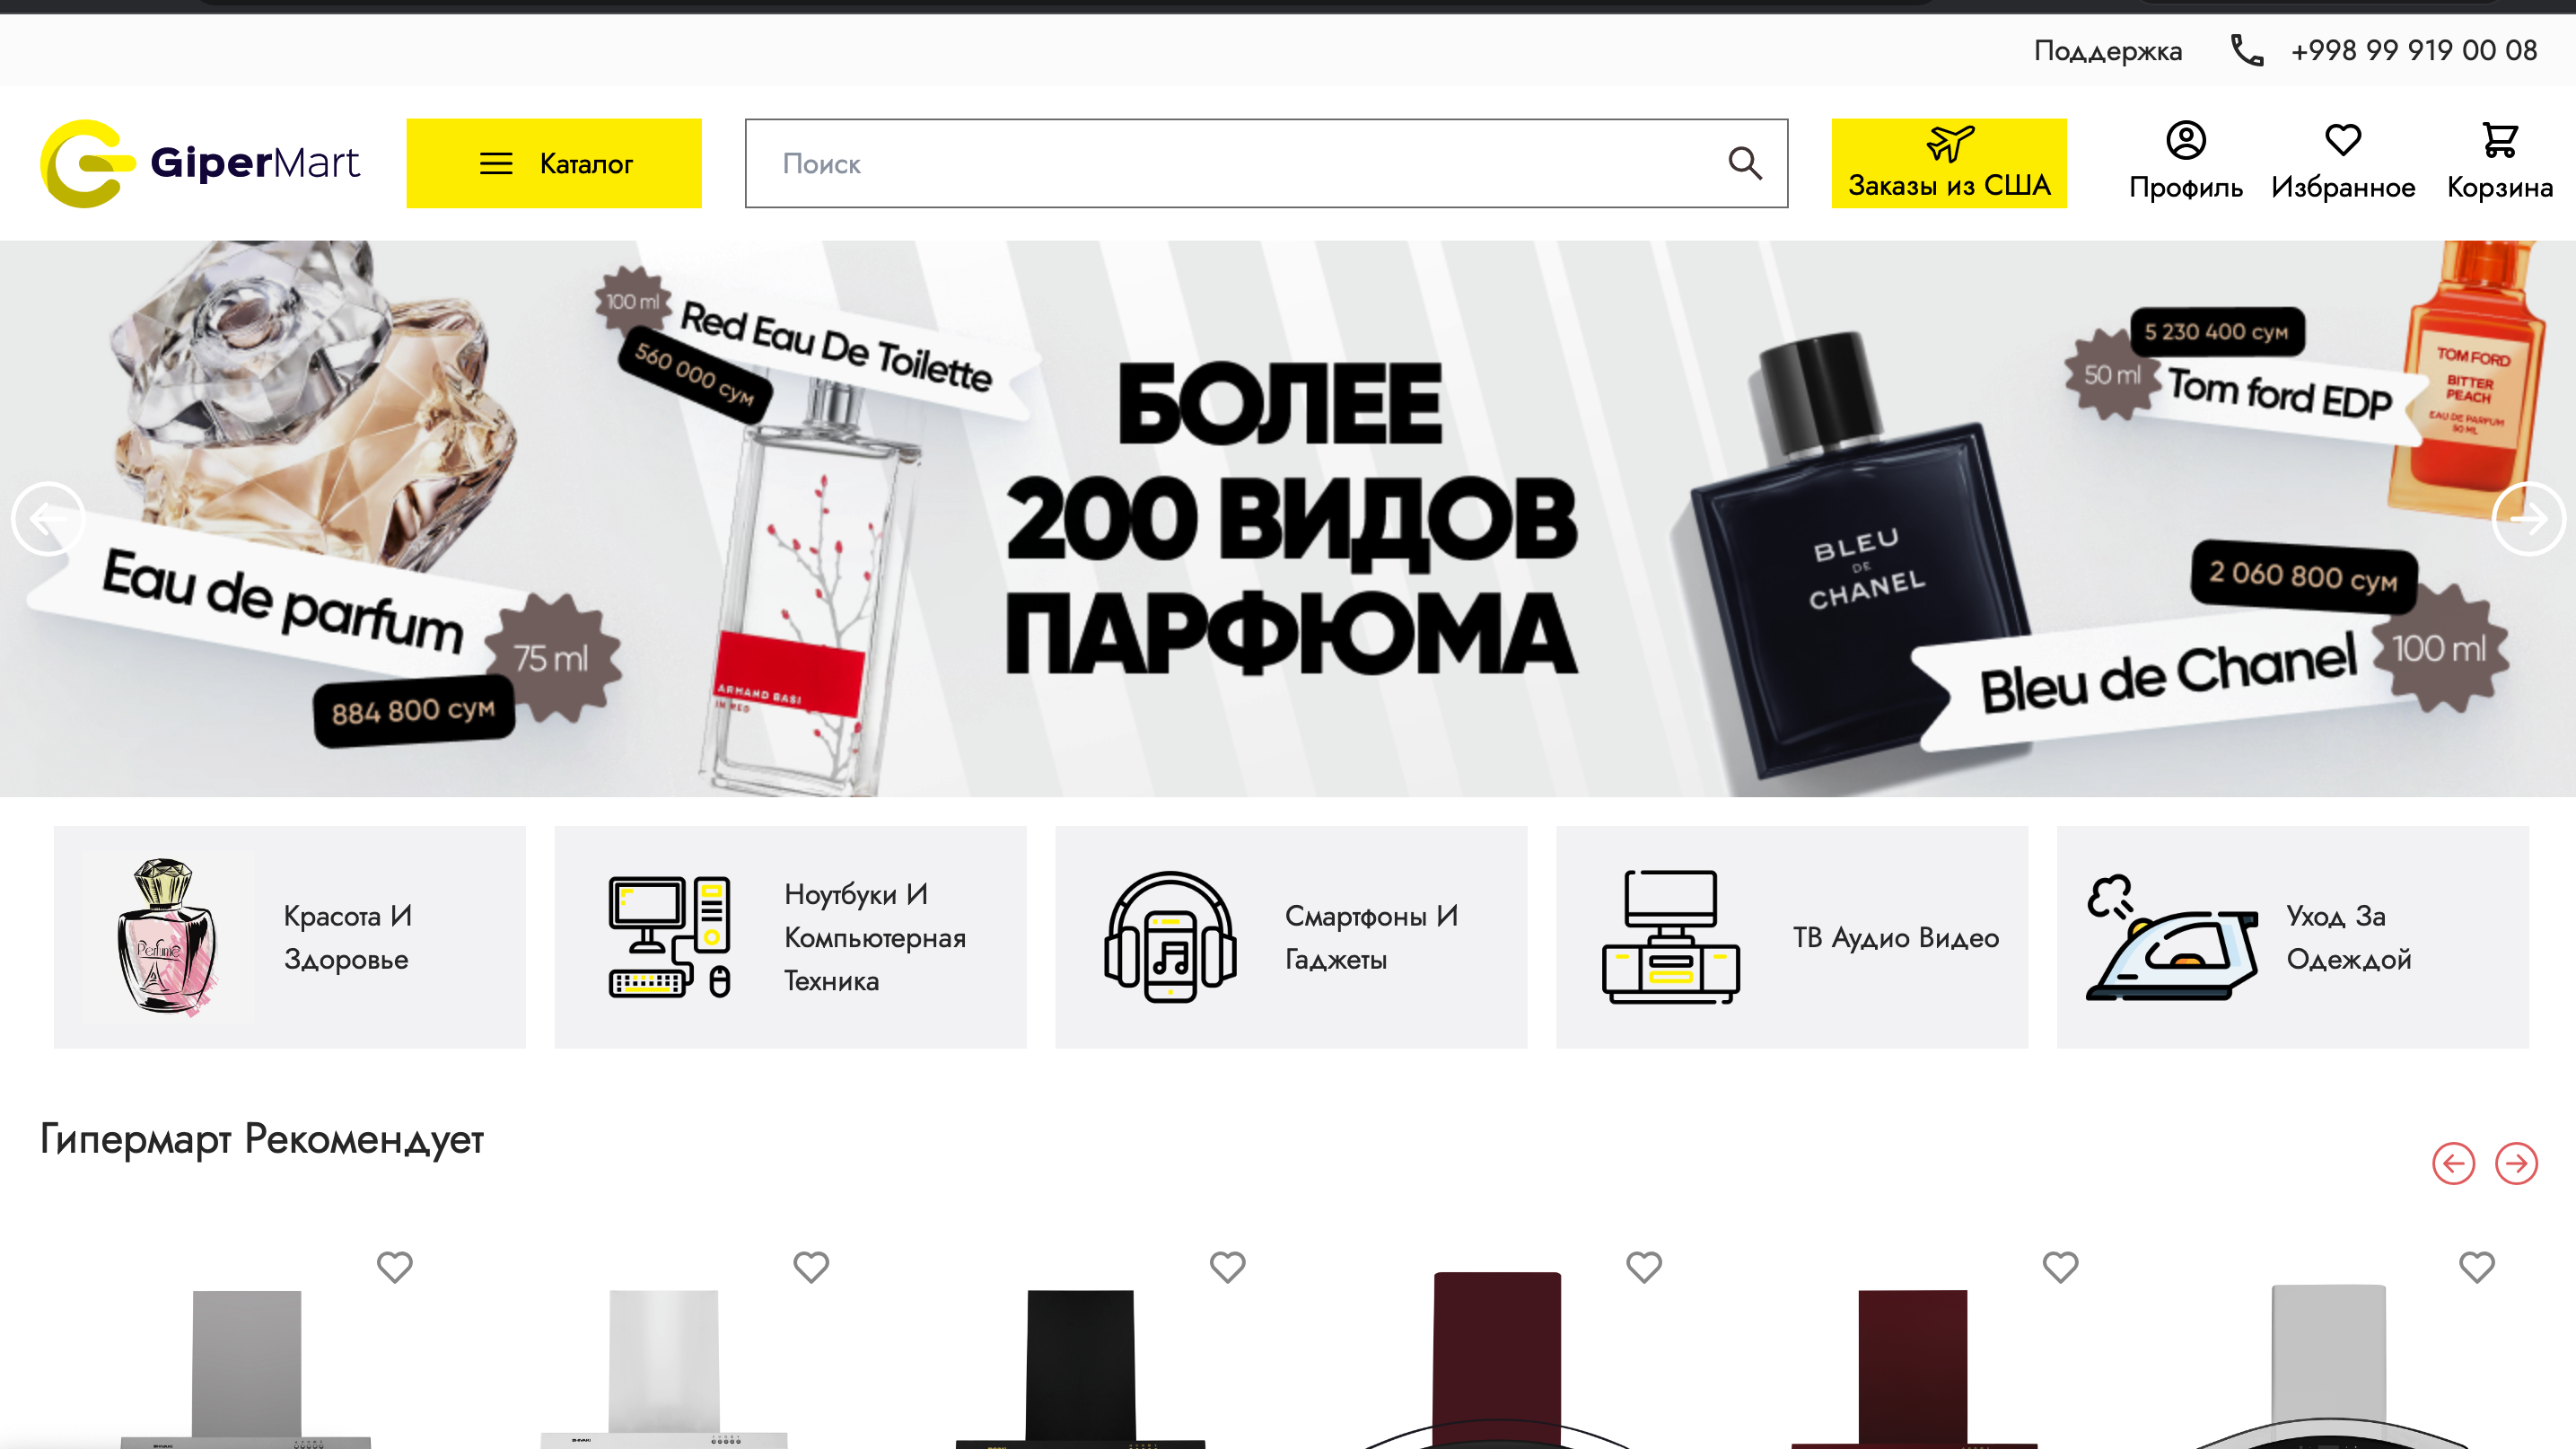 Поддержка +998 99 919 00 08
GiperMart
Каталог
Поиск
Заказы из США
Профиль
Избранное
Корзина
100 ml
Red Eau De Toilette
560 000 сум
БОЛЕЕ
200 ВИДОВ
ПАРФЮМА
5 230 400 сум
50 ml
Tom ford EDP
TOM FORD
BITTER
PEACH
EAU DE PARFUM
50 ML
Eau de parfum
75 ml
884 800 сум
ARMAND BASI
IN RED
BLEU
DE
CHANEL
2 060 800 сум
Bleu de Chanel
100 ml
Perfume
Красота И
Здоровье
Ноутбуки И
Компьютерная
Техника
Смартфоны И
Гаджеты
ТВ Аудио Видео
Уход За
Одеждой
Гипермарт Рекомендует